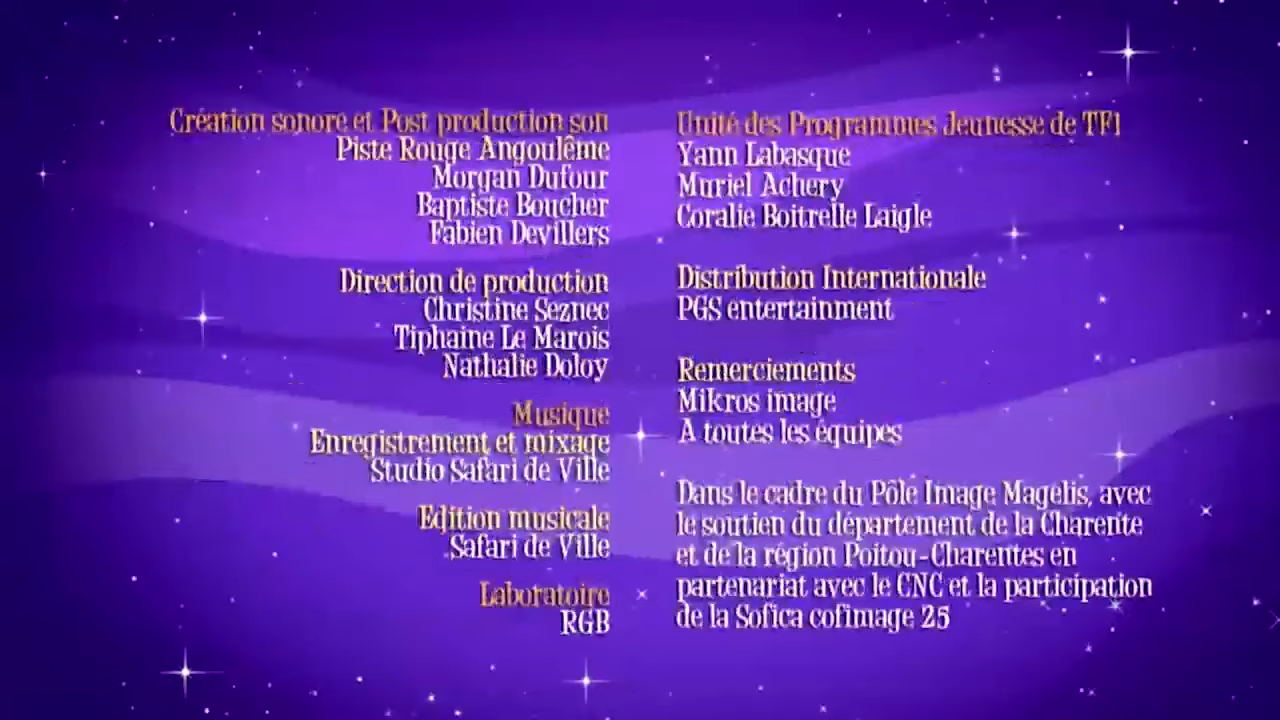 Création sonore et Post production son
Piste Rouge Angoulême
Morgan Dufour
Baptiste Boucher
Fabien Devillers
Direction de production
Christine Seznec
Tiphaine Le Marois
Nathalie Doloy
Musique
Enregistrement et mixage
Studio Safari de Ville
Edition musicale
Safari de Ville
Laboratoire
RGB
Unité des Programmes Jeunesse de TF1
Yann Labasque
Muriel Achery
Coralie Boitrelle Laigle
Distribution Internationale
PGS entertainment
Remerciements
Mikros image
A toutes les équipes
Dans le cadre du Pôle Image Magelis, avec
le soutien du département de la Charente
et de la région Poitou-Charentes en
partenariat avec le CNC et la participation
de la Sofica cofimage 25